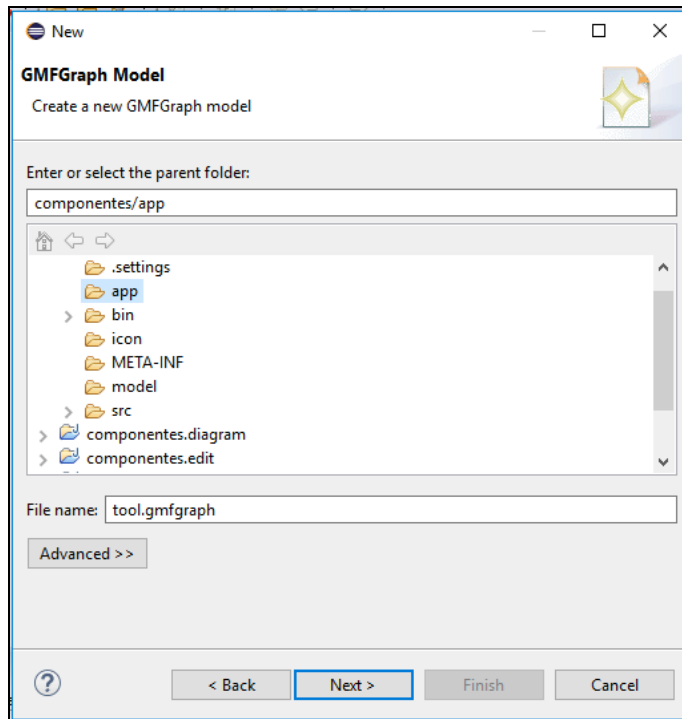 New
GMFGraph Model
Create a new GMFGraph model
Enter or select the parent folder:
componentes/app
.settings
app
bin
icon
META-INF
model
src
componentes.diagram
componentes.edit
File name: tool.gmfgraph
Advanced >>
? < Back Next > Finish Cancel